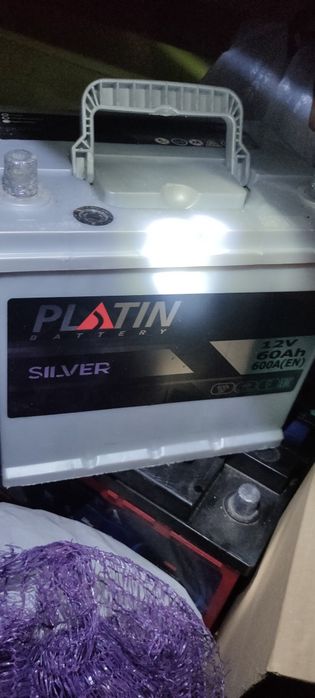 PLATIN
BATTERY
SILVER
12V
60Ah
600A(EN)